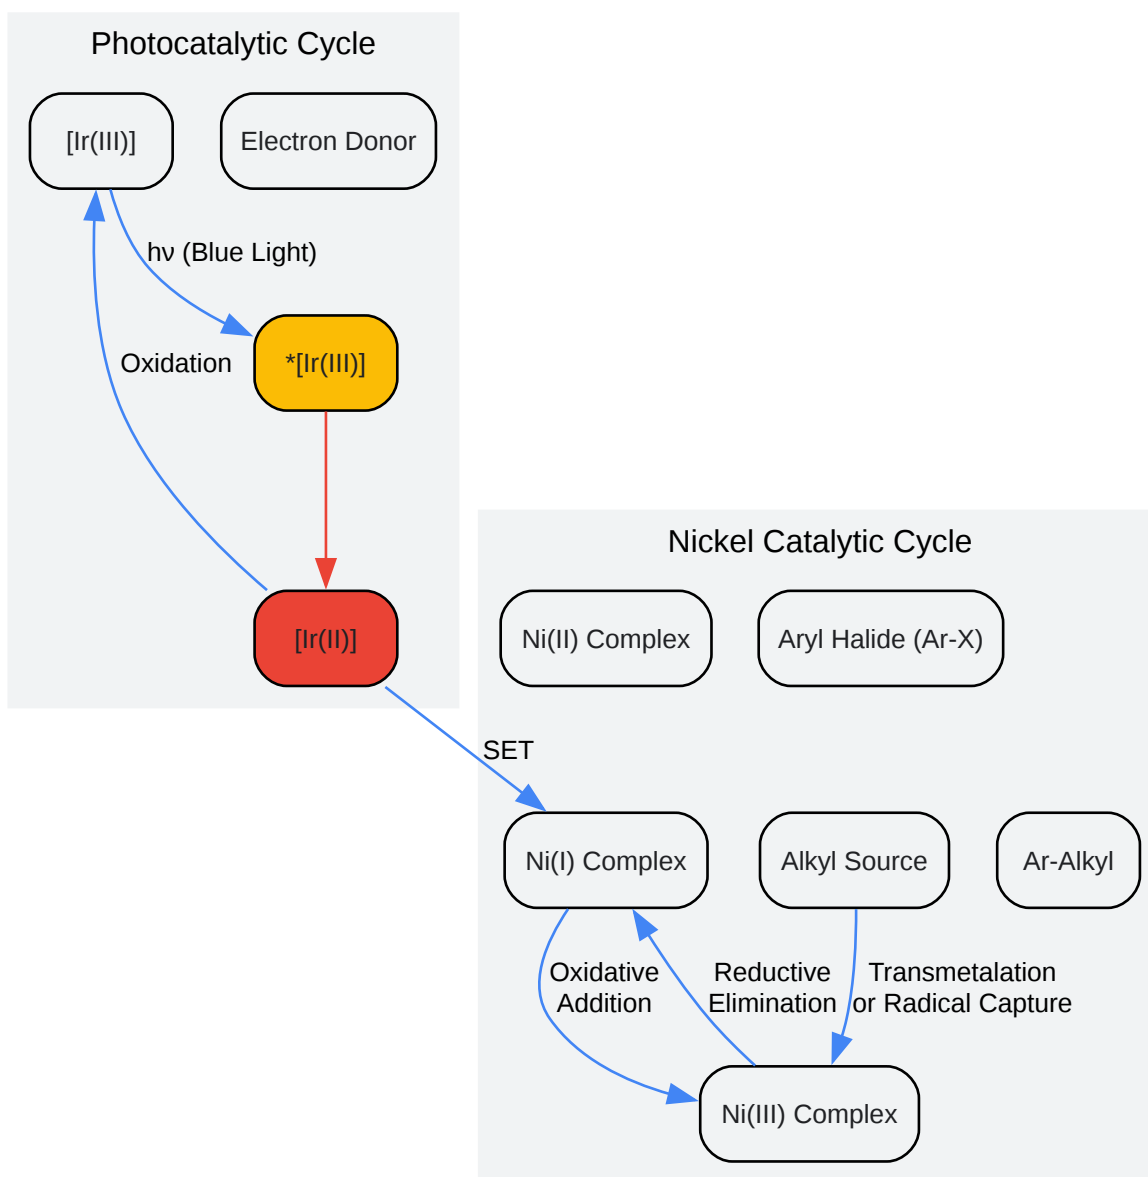 Photocatalytic Cycle
[Ir(III)]
Electron Donor
hν (Blue Light)
Oxidation
*[Ir(III)]
[Ir(II)]
SET
Nickel Catalytic Cycle
Ni(II) Complex
Aryl Halide (Ar-X)
Ni(I) Complex
Alkyl Source
Ar-Alkyl
Oxidative
Addition
Reductive
Elimination
Transmetalation
or Radical Capture
Ni(III) Complex